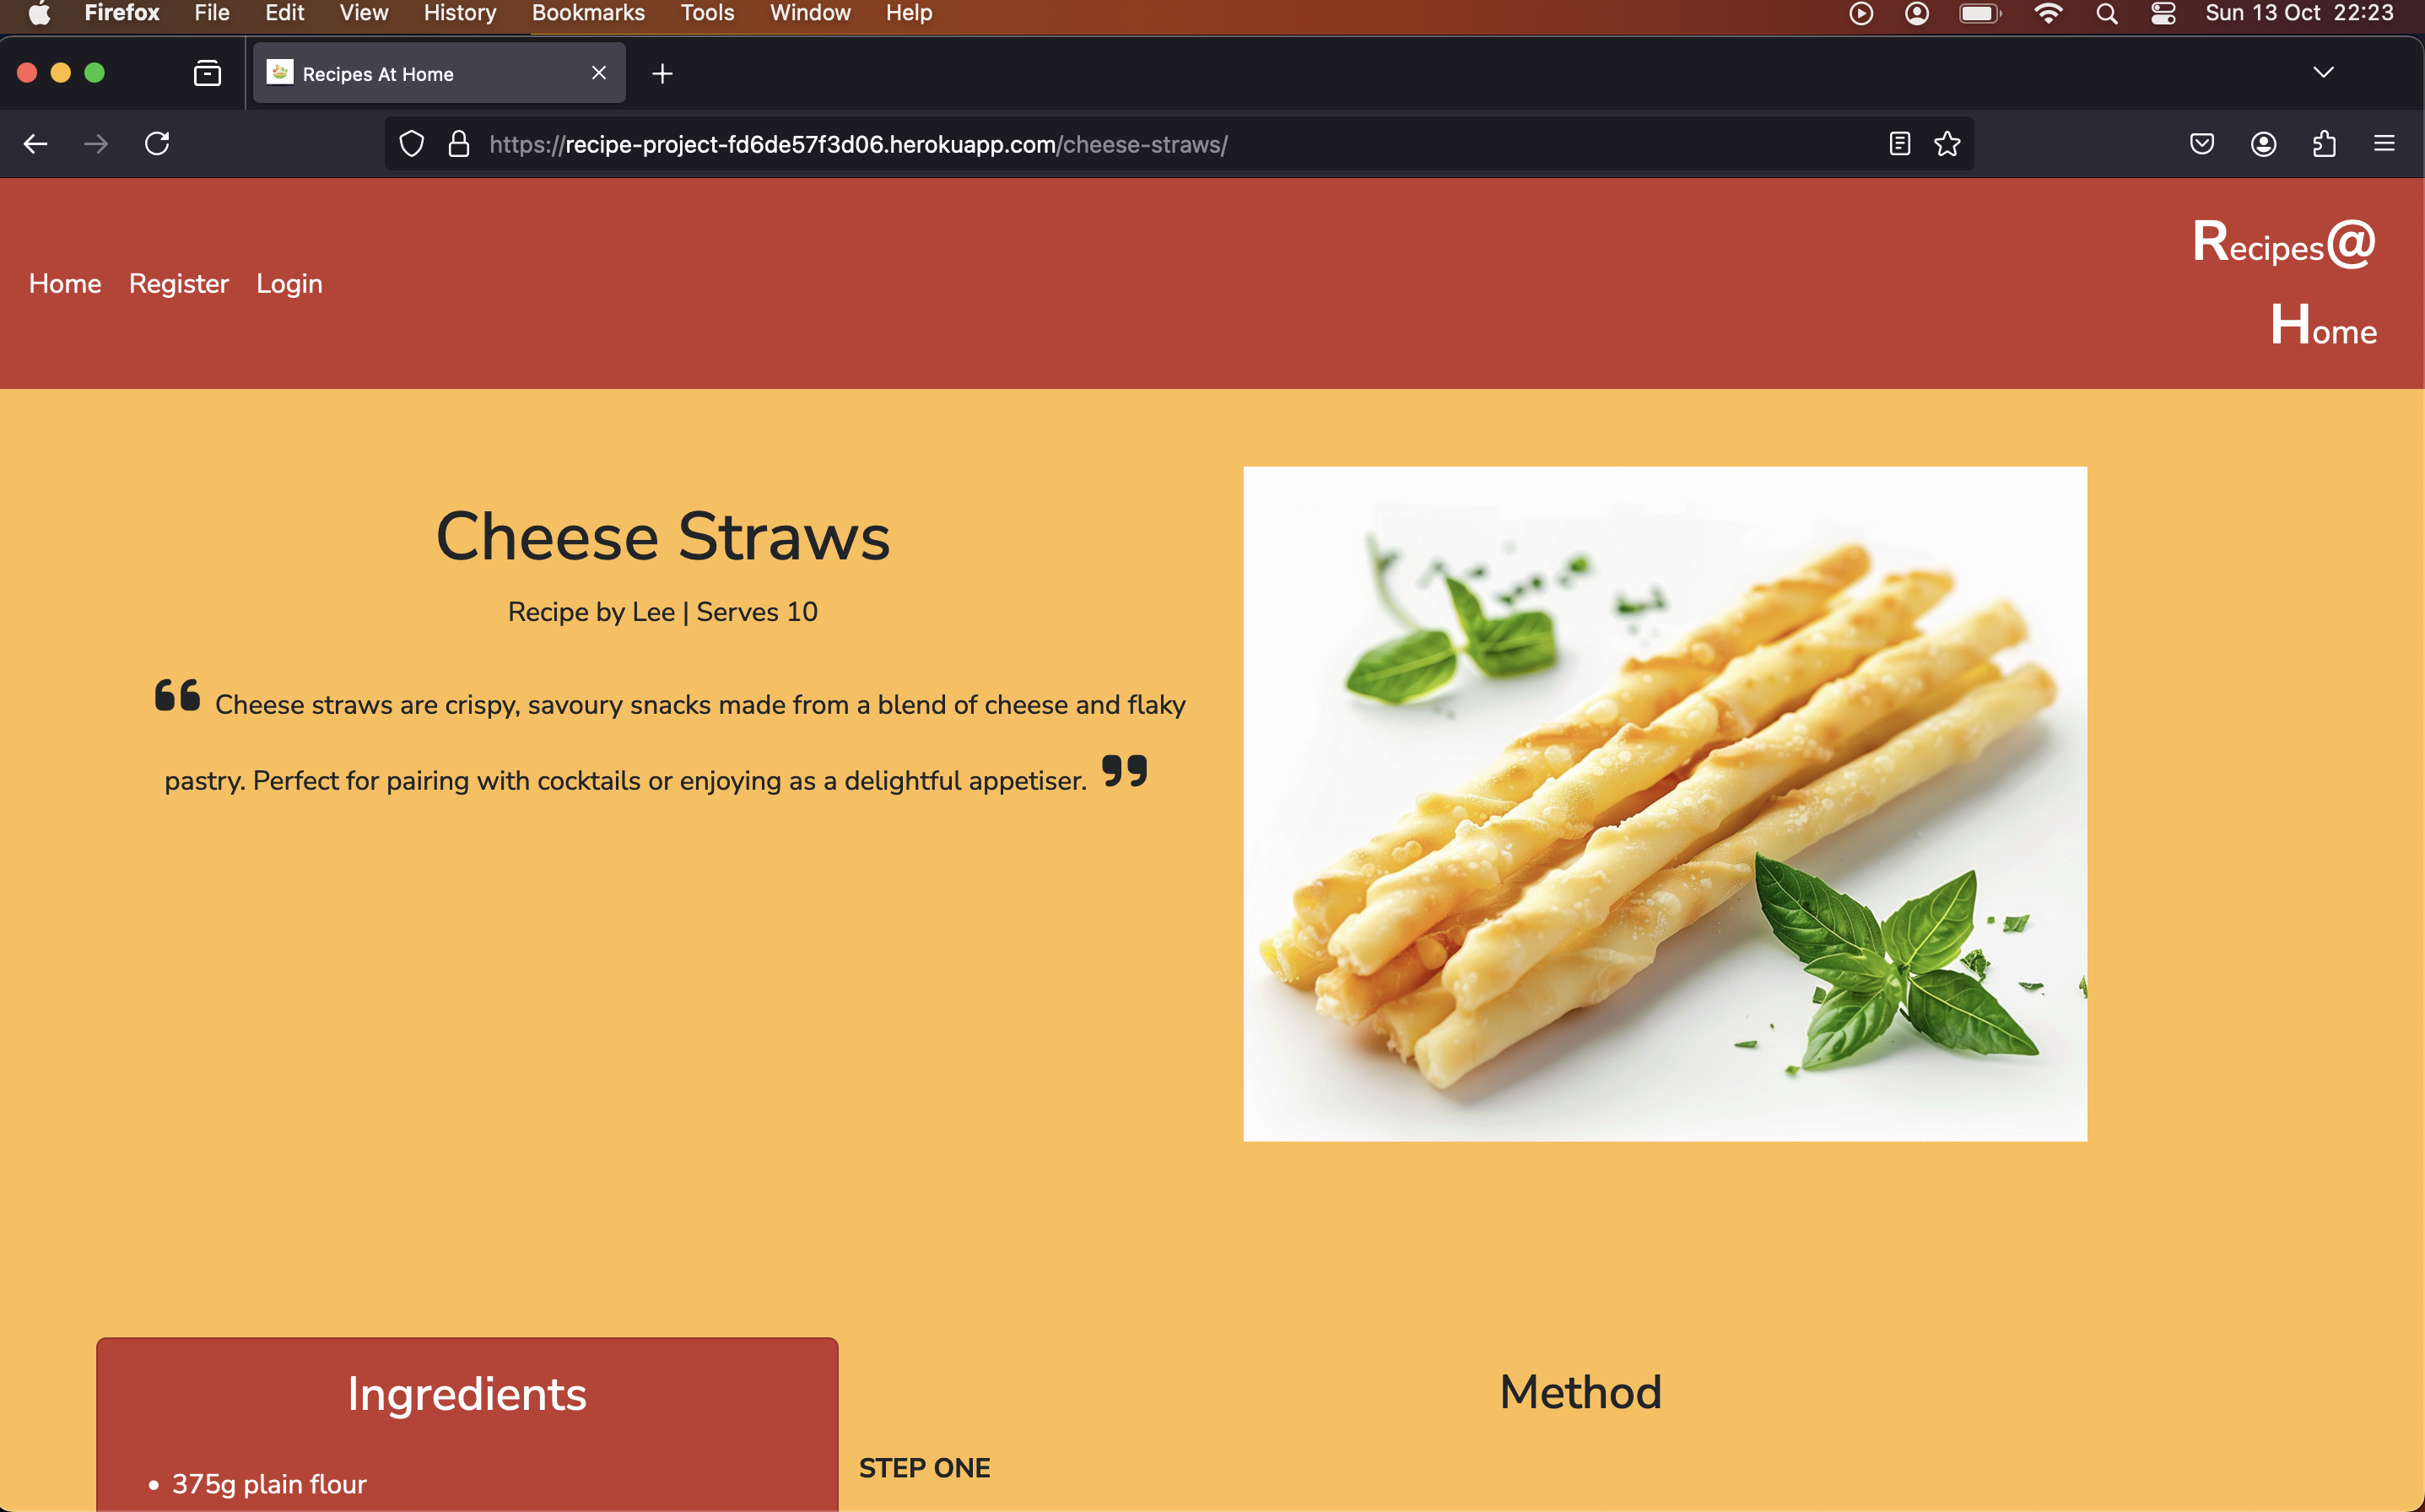 Firefox File Edit View History Bookmarks Tools Window Help Sun 13 Oct 22:23
Recipes At Home
https://recipe-project-fd6de57f3d06.herokuapp.com/cheese-straws/
Home Register Login
Recipes@
Home
Cheese Straws
Recipe by Lee | Serves 10
❝ Cheese straws are crispy, savoury snacks made from a blend of cheese and flaky
pastry. Perfect for pairing with cocktails or enjoying as a delightful appetiser. ❞
Ingredients
• 375g plain flour
Method
STEP ONE